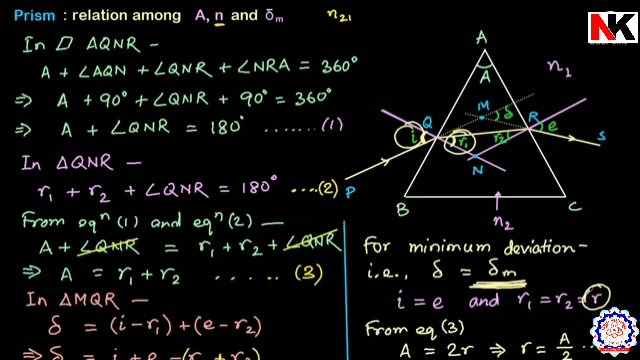 Prism : relation among A, n and δm n21
NK
In ▱ AQNR -
A + ∠AQN + ∠QNR + ∠NRA = 360°
⇒ A + 90° + ∠QNR + 90° = 360°
⇒ A + ∠QNR = 180° ....... (1)
In ΔQNR -
r1 + r2 + ∠QNR = 180° ....(2)
From eqn (1) and eqn (2) —
A + ∠QNR = r1 + r2 + ∠QNR
⇒ A = r1 + r2 ...... (3)
In ΔMQR -
δ = (i - r1) + (e - r2)
⇒ δ = i + e - (r1 + r2)
A
A
n1
M
δ
Q
R
i
r1
r2
e
S
N
P
B
C
n2
For minimum deviation-
i.e., δ = δm
i = e and r1 = r2 = r
From eq (3)
A = 2r ⇒ r = A/